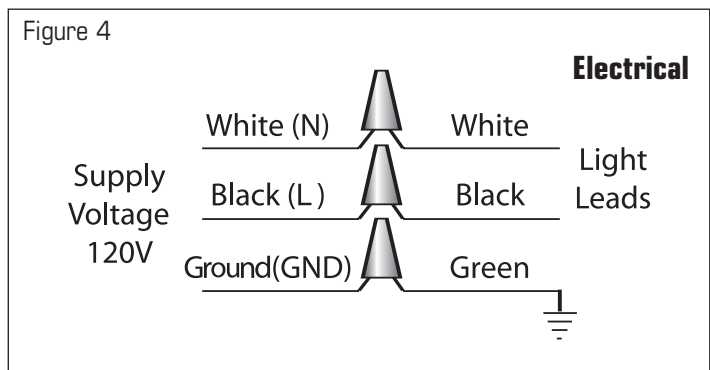 Figure 4
Electrical
White (N)
White
Supply
Voltage
120V
Black (L )
Black
Light
Leads
Ground(GND)
Green